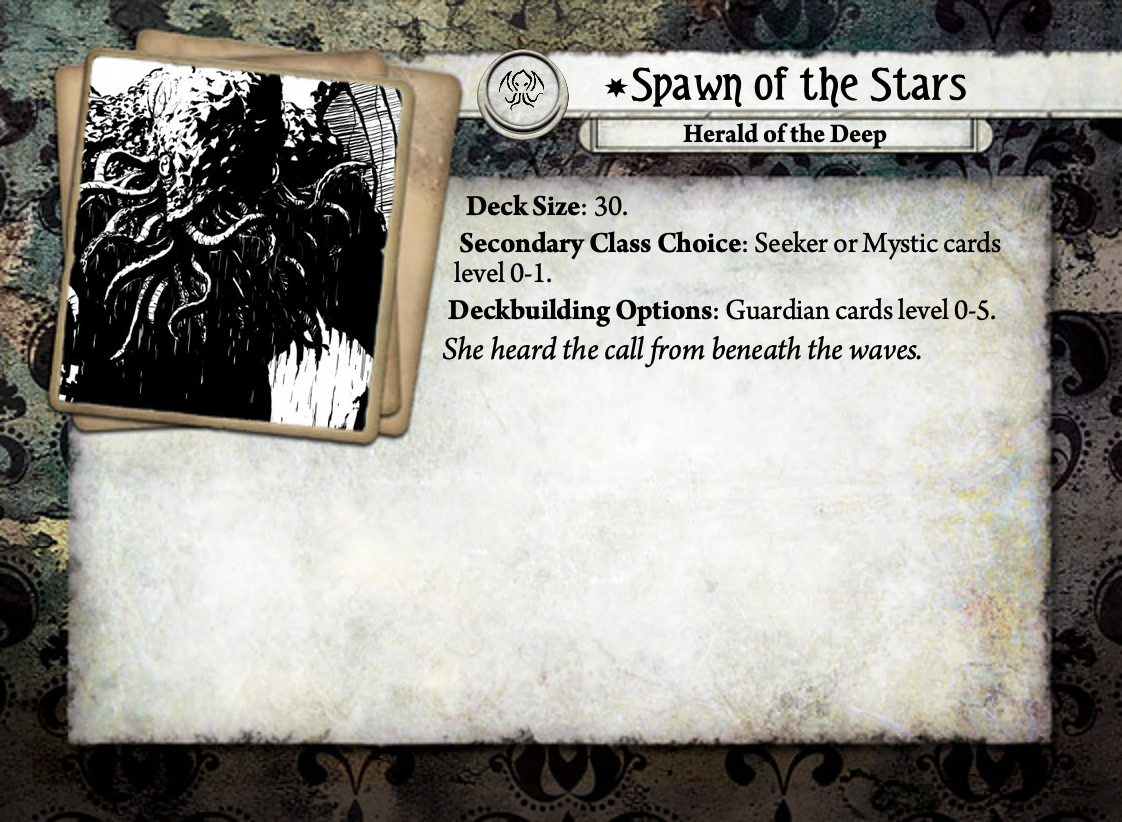 ✷Spawn of the Stars
Herald of the Deep
Deck Size: 30.
Secondary Class Choice: Seeker or Mystic cards
level 0-1.
Deckbuilding Options: Guardian cards level 0-5.
She heard the call from beneath the waves.